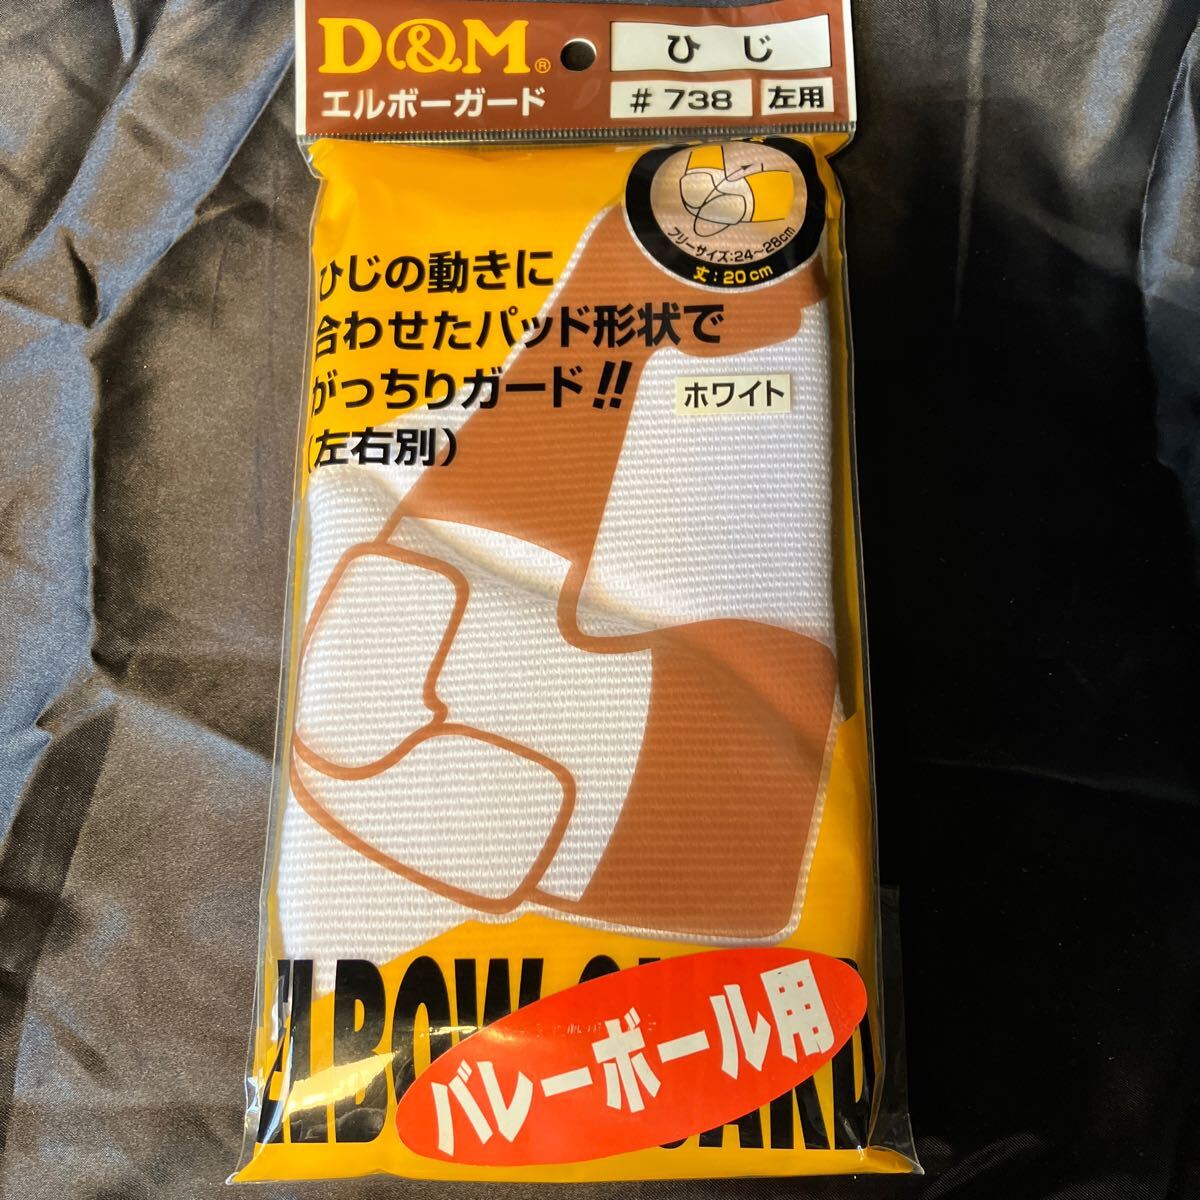 D&M®
エルボーガード
ひじ
#738
左用
フリーサイズ:24〜28cm
丈:20cm
ひじの動きに
合わせたパッド形状で
がっちりガード!!
(左右別)
ホワイト
ELBOW GUARD
バレーボール用